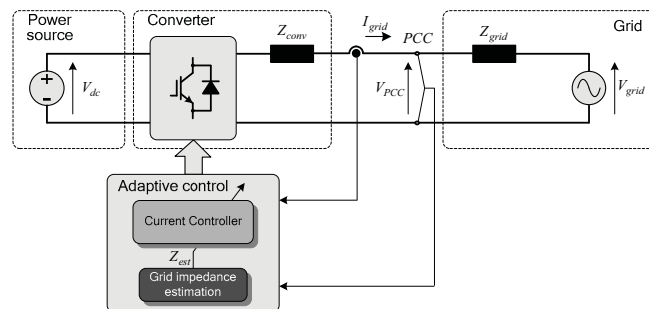 Power
source
Converter
Grid
Z_conv
I_grid
PCC
Z_grid
+
-
V_dc
V_PCC
V_grid
Adaptive control
Current Controller
Z_est
Grid impedance
estimation